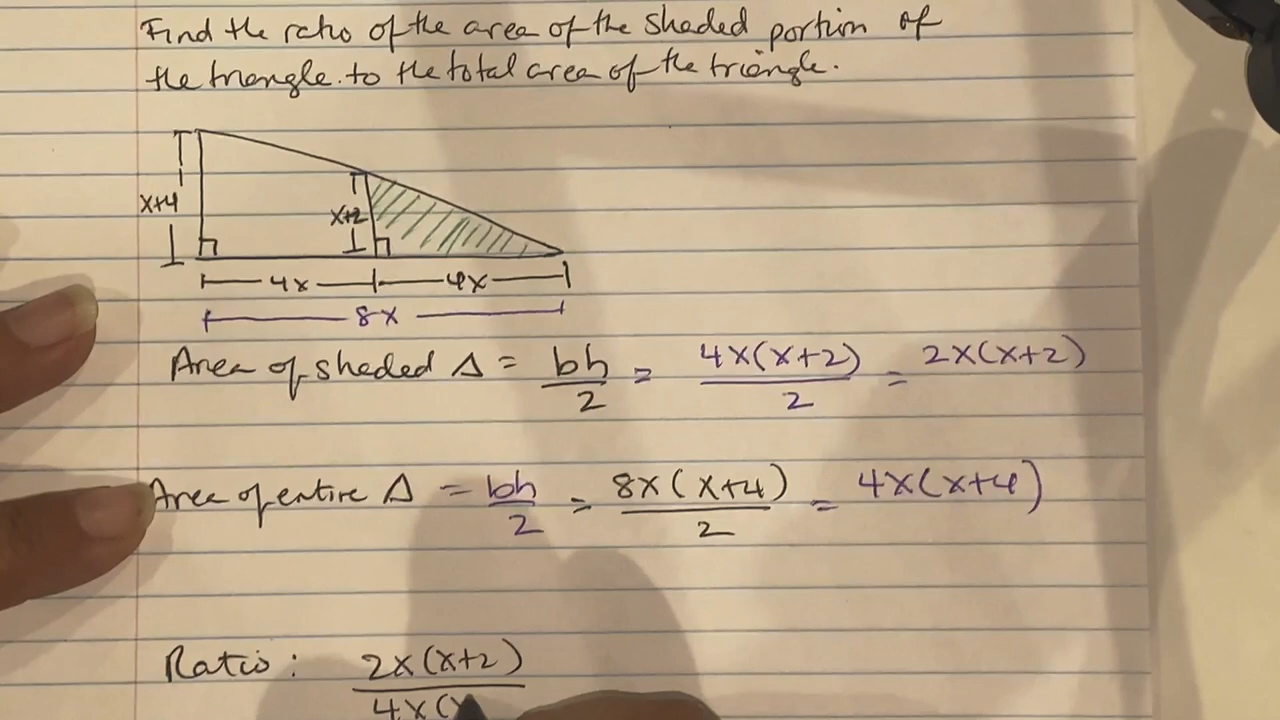 Find the ratio of the area of the shaded portion of
the triangle. to the total area of the triangle.
x+4
x+2
4x 4x
8x
Area of shaded Δ = bh/2 = 4x(x+2)/2 = 2x(x+2)
Area of entire Δ = bh/2 = 8x(x+4)/2 = 4x(x+4)
Ratio: 2x(x+2)
4x(